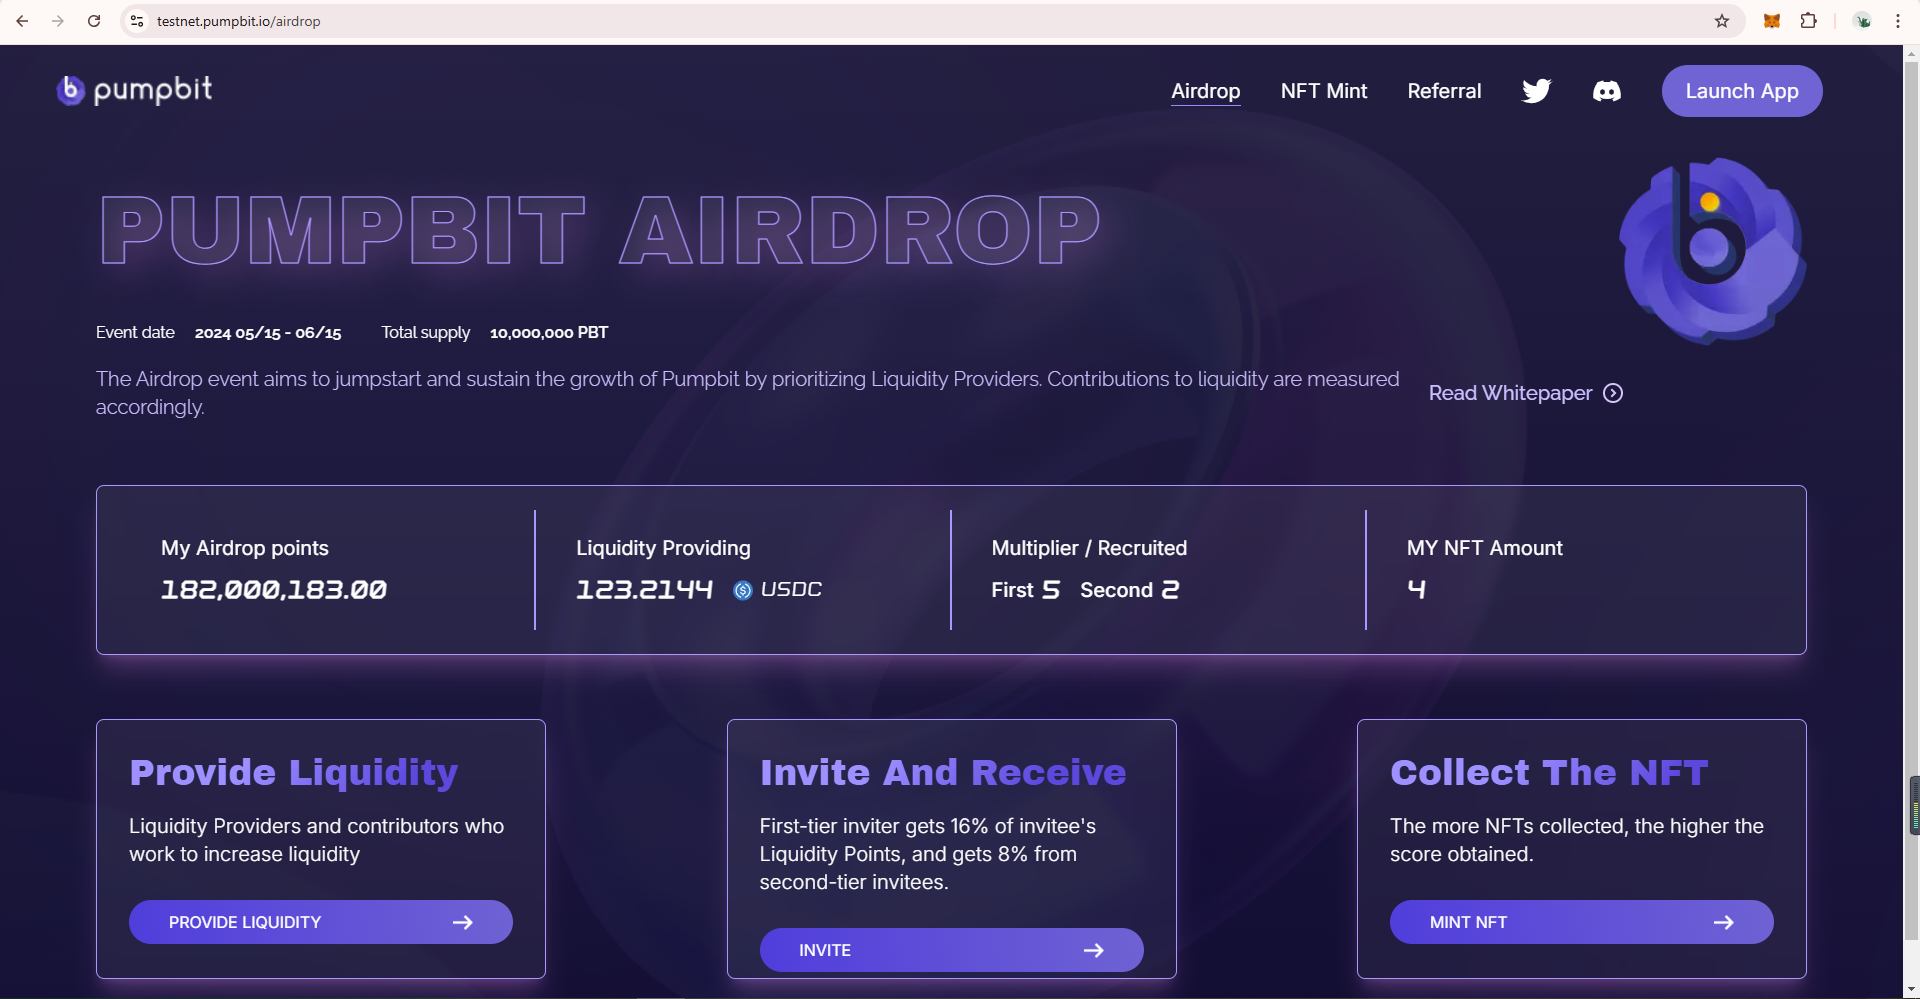 testnet.pumpbit.io/airdrop
pumpbit
Airdrop NFT Mint Referral Launch App
PUMPBIT AIRDROP
Event date 2024 05/15 - 06/15 Total supply 10,000,000 PBT
The Airdrop event aims to jumpstart and sustain the growth of Pumpbit by prioritizing Liquidity Providers. Contributions to liquidity are measured
accordingly.
Read Whitepaper
My Airdrop points
182,000,183.00
Liquidity Providing
123.2144 USDC
Multiplier / Recruited
First 5 Second 2
MY NFT Amount
4
Provide Liquidity
Liquidity Providers and contributors who
work to increase liquidity
PROVIDE LIQUIDITY
Invite And Receive
First-tier inviter gets 16% of invitee's
Liquidity Points, and gets 8% from
second-tier invitees.
INVITE
Collect The NFT
The more NFTs collected, the higher the
score obtained.
MINT NFT